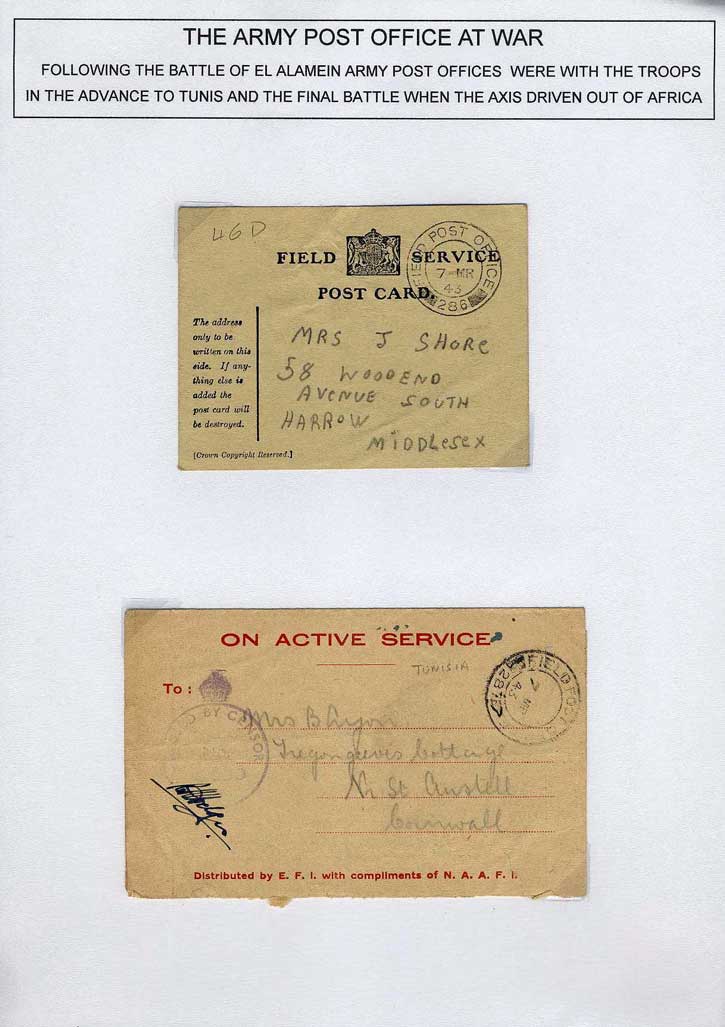 THE ARMY POST OFFICE AT WAR
FOLLOWING THE BATTLE OF EL ALAMEIN ARMY POST OFFICES WERE WITH THE TROOPS
IN THE ADVANCE TO TUNIS AND THE FINAL BATTLE WHEN THE AXIS DRIVEN OUT OF AFRICA
46D
FIELD SERVICE
POST CARD.
FIELD POST OFFICE
7 MR
43
286
The address
only to be
written on this
side. If any-
thing else is
added the
post card will
be destroyed.
[Crown Copyright Reserved.]
MRS J SHORE
58 WOODEND
AVENUE SOUTH
HARROW
MIDDLESEX
ON ACTIVE SERVICE
TUNISIA
FIELD POST
To :
BY CENSOR
Mrs B Lyon
Tregongeeves Cottage
Nr St Austell
Cornwall
Distributed by E. F. I. with compliments of N. A. A. F. I.